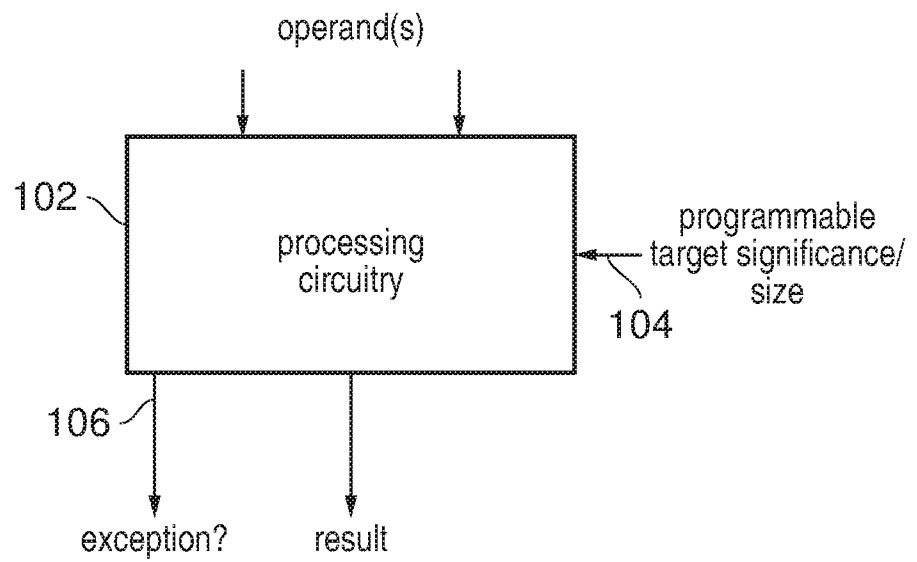 operand(s)
102
processing
circuitry
programmable
target significance/
size
104
106
exception?
result